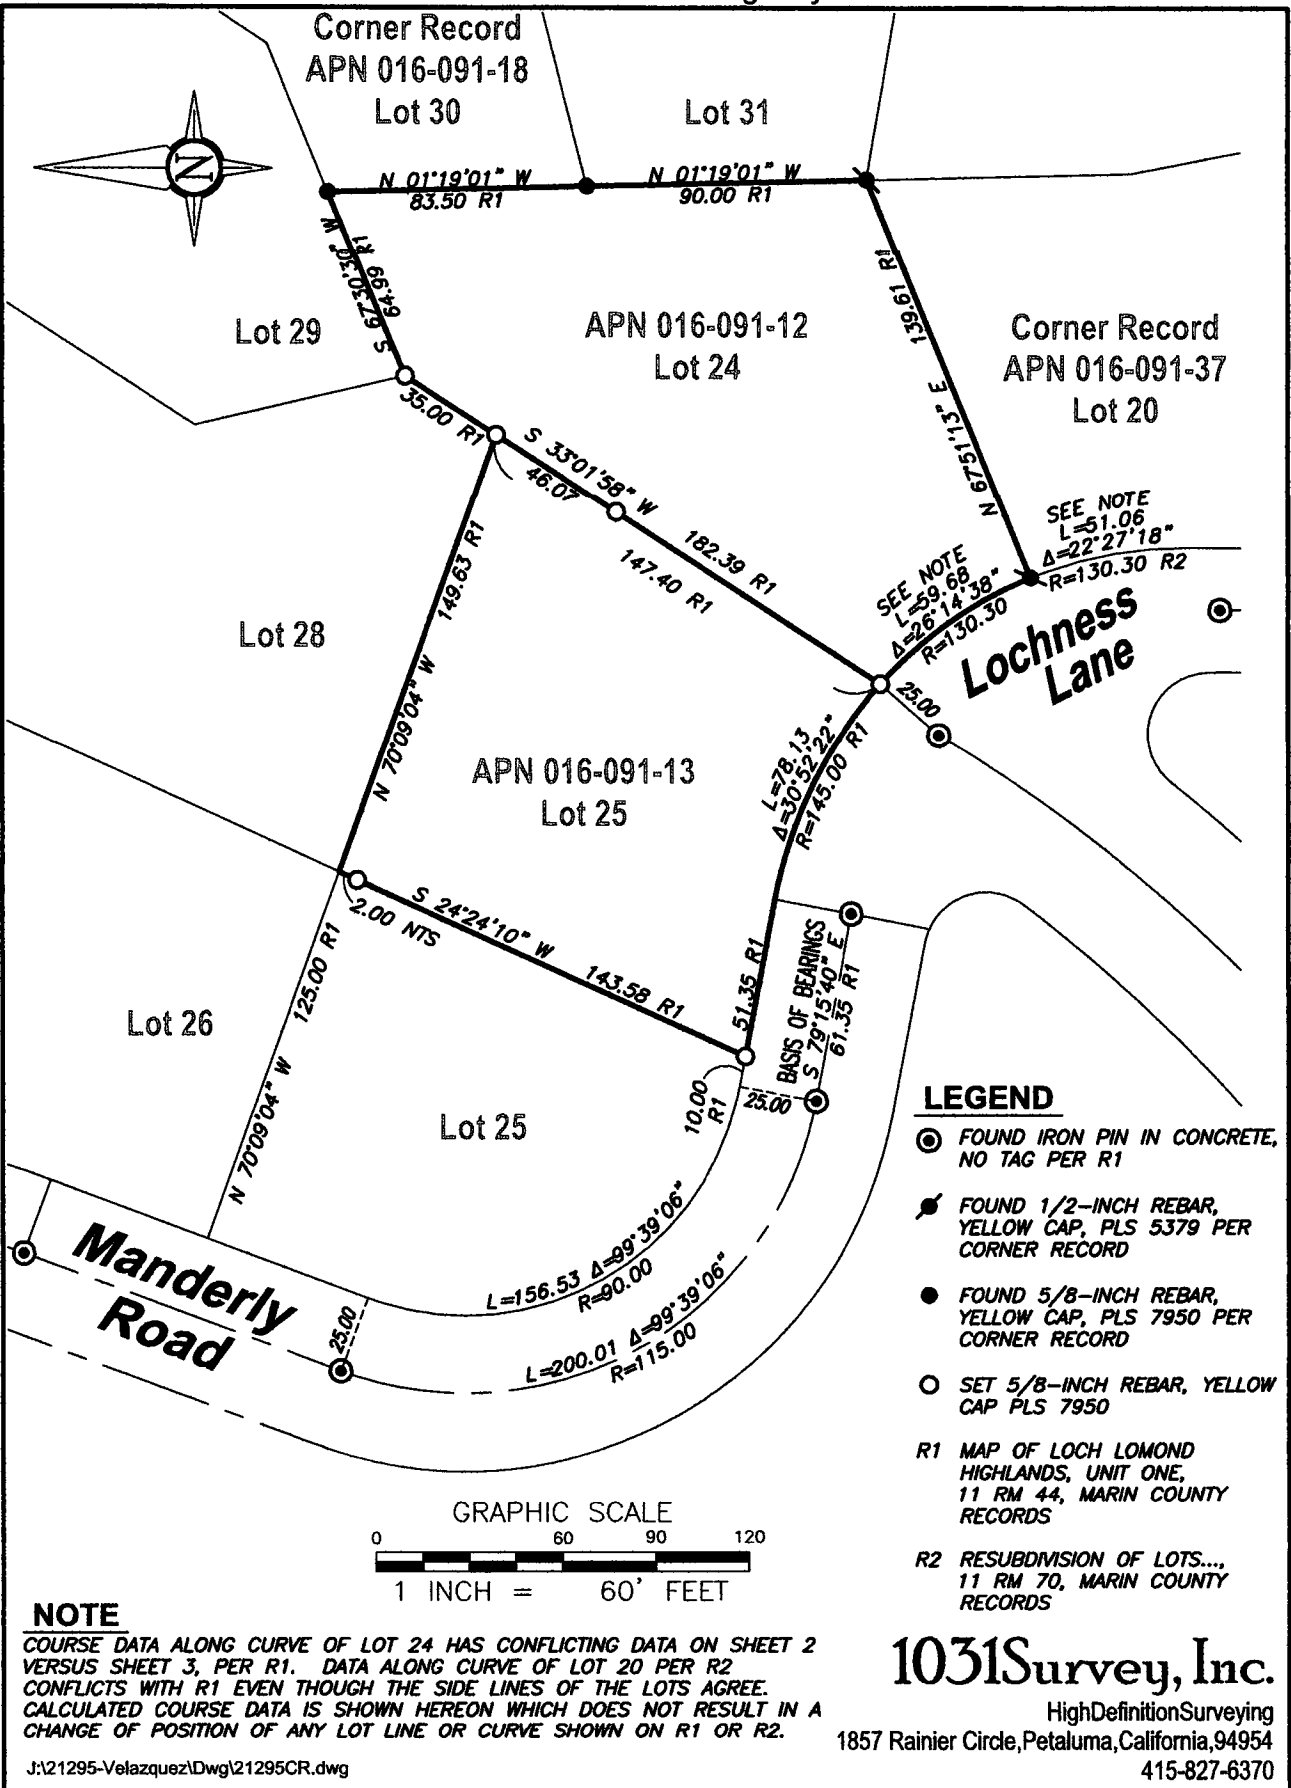 Corner Record
APN 016-091-18
Lot 30
Lot 31
N
N 01°19'01" W
83.50 R1
N 01°19'01" W
90.00 R1
S 67°30'30" W
64.99 R1
139.61 R1
N 67°51'13" E
Lot 29
APN 016-091-12
Lot 24
Corner Record
APN 016-091-37
Lot 20
35.00 R1
S 33°01'58" W
46.07
182.39 R1
147.40 R1
SEE NOTE
L=51.06
Δ=22°27'18"
R=130.30 R2
SEE NOTE
L=59.68
Δ=26°14'38"
R=130.30
Lochness
Lane
25.00
149.63 R1
N 70°09'04" W
Lot 28
APN 016-091-13
Lot 25
L=78.13
Δ=30°52'22"
R=145.00 R1
2.00 NTS
S 24°24'10" W
143.58 R1
51.35 R1
BASIS OF BEARINGS
S 79°15'40" E
61.35 R1
125.00 R1
N 70°09'04" W
Lot 26
Lot 25
10.00
R1
25.00
Manderly
Road
25.00
L=156.53 Δ=99°39'06"
R=90.00
L=200.01 Δ=99°39'06"
R=115.00
LEGEND
FOUND IRON PIN IN CONCRETE,
NO TAG PER R1
FOUND 1/2-INCH REBAR,
YELLOW CAP, PLS 5379 PER
CORNER RECORD
FOUND 5/8-INCH REBAR,
YELLOW CAP, PLS 7950 PER
CORNER RECORD
SET 5/8-INCH REBAR, YELLOW
CAP PLS 7950
R1 MAP OF LOCH LOMOND
HIGHLANDS, UNIT ONE,
11 RM 44, MARIN COUNTY
RECORDS
R2 RESUBDIVISION OF LOTS...,
11 RM 70, MARIN COUNTY
RECORDS
GRAPHIC SCALE
0 60 90 120
1 INCH = 60' FEET
NOTE
COURSE DATA ALONG CURVE OF LOT 24 HAS CONFLICTING DATA ON SHEET 2
VERSUS SHEET 3, PER R1. DATA ALONG CURVE OF LOT 20 PER R2
CONFLICTS WITH R1 EVEN THOUGH THE SIDE LINES OF THE LOTS AGREE.
CALCULATED COURSE DATA IS SHOWN HEREON WHICH DOES NOT RESULT IN A
CHANGE OF POSITION OF ANY LOT LINE OR CURVE SHOWN ON R1 OR R2.
J:\21295-Velazquez\Dwg\21295CR.dwg
1031Survey, Inc.
HighDefinitionSurveying
1857 Rainier Circle,Petaluma,California,94954
415-827-6370